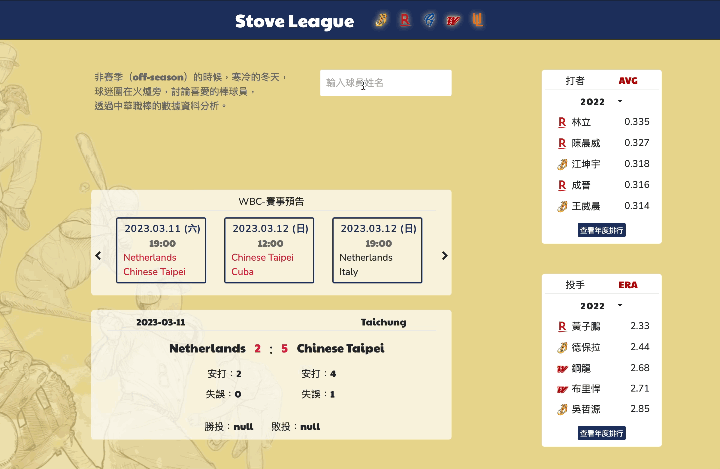 Stove League
非賽季（off-season）的時候，寒冷的冬天，
球迷圍在火爐旁，討論喜愛的棒球員。
透過中華職棒的數據資料分析。
輸入球員姓名
WBC-賽事預告
2023.03.11 (六)
19:00
Netherlands
Chinese Taipei
2023.03.12 (日)
12:00
Chinese Taipei
Cuba
2023.03.12 (日)
19:00
Netherlands
Italy
2023-03-11 Taichung
Netherlands 2 : 5 Chinese Taipei
安打：2 安打：4
失誤：0 失誤：1
勝投：null 敗投：null
打者 AVG
2022
林立 0.335
陳晨威 0.327
江坤宇 0.318
成晉 0.316
王威晨 0.314
查看年度排行
投手 ERA
2022
黃子鵬 2.33
德保拉 2.44
鋼龍 2.68
布里悍 2.71
吳哲源 2.85
查看年度排行